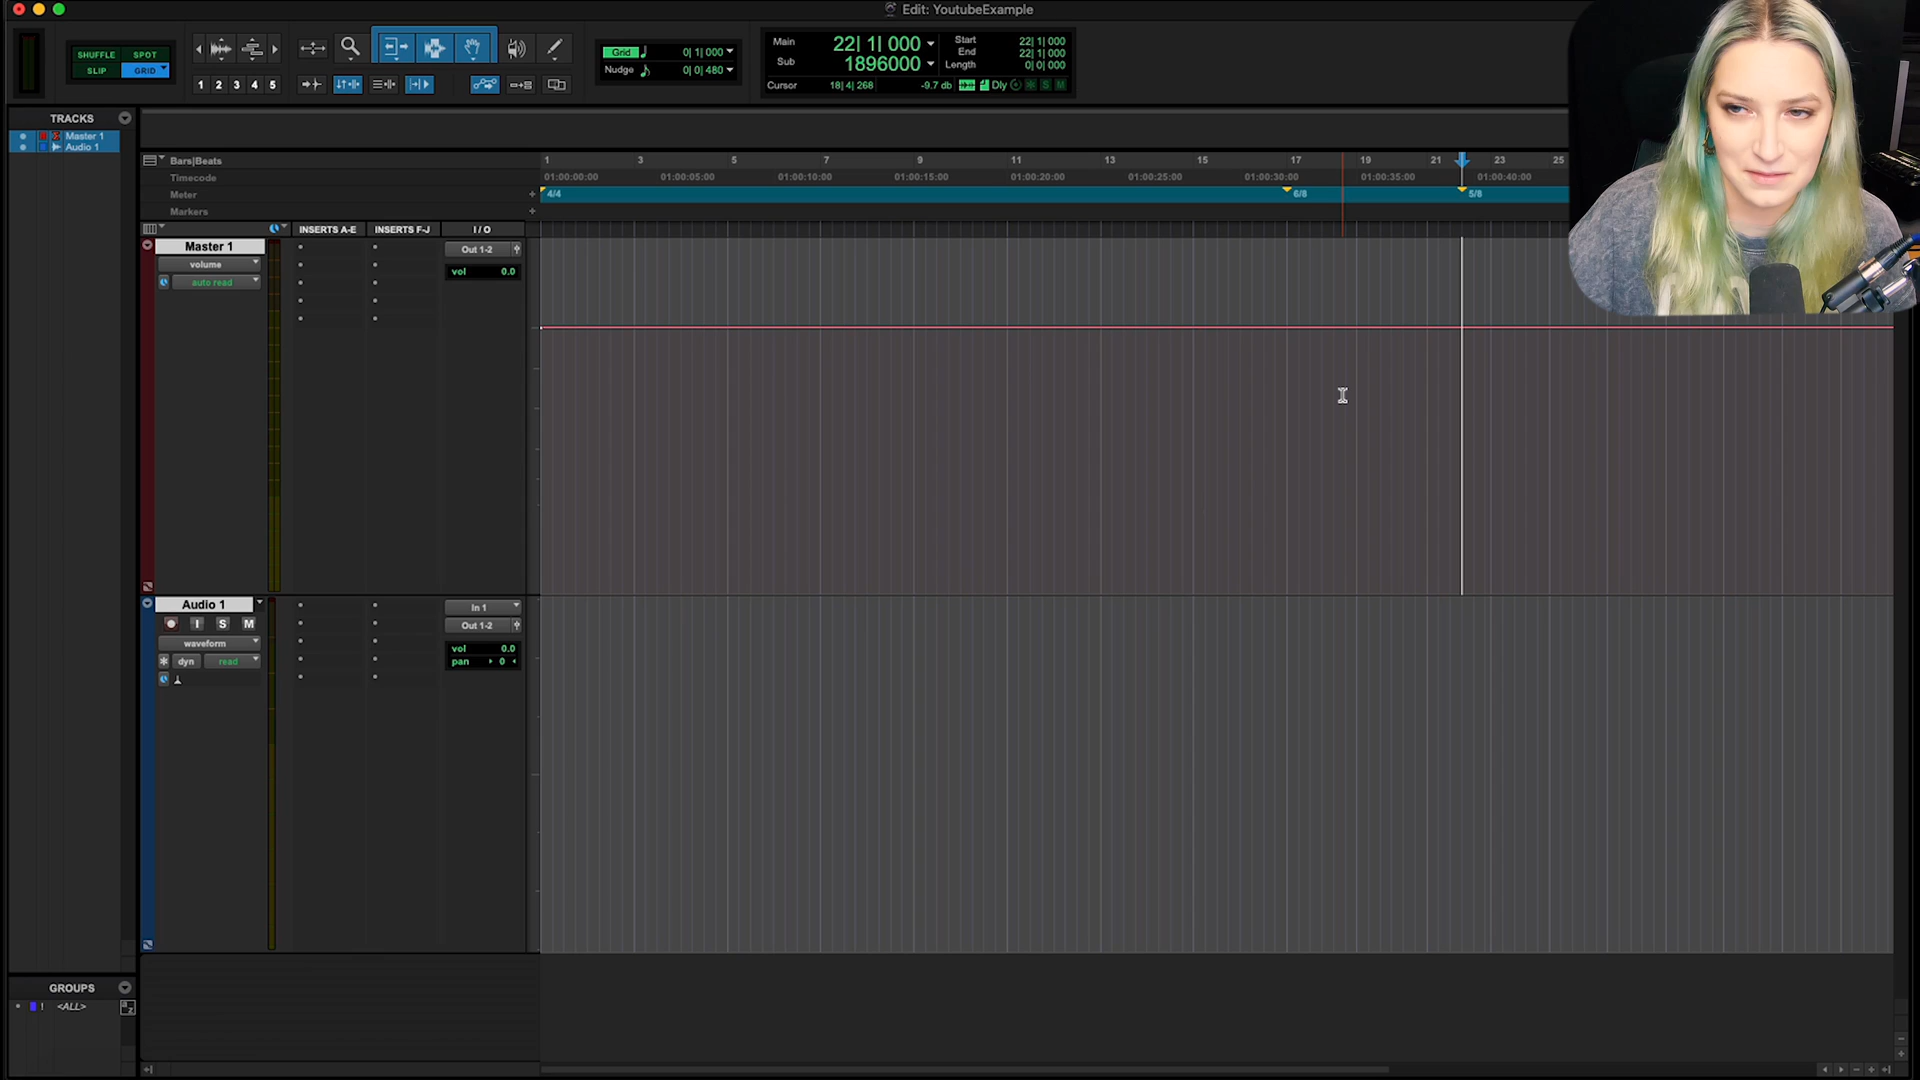 Edit: YoutubeExample
SHUFFLE SPOT
SLIP GRID
1 2 3 4 5
Grid 0| 1| 000
Nudge 0| 0| 480
Main 22| 1| 000
Sub 1896000
Start 22| 1| 000
End 22| 1| 000
Length 0| 0| 000
Cursor 18| 4| 268 -9.7 db Dly S M
TRACKS
Master 1
Audio 1
Bars|Beats 1 3 5 7 9 11 13 15 17 19 21 23 25
Timecode 01:00:00:00 01:00:05:00 01:00:10:00 01:00:15:00 01:00:20:00 01:00:25:00 01:00:30:00 01:00:35:00 01:00:40:00
Meter 4/4 6/8 5/8
Markers
INSERTS A-E INSERTS F-J I / O
Master 1
volume
auto read
Out 1-2
vol 0.0
Audio 1
I S M
waveform
dyn read
In 1
Out 1-2
vol 0.0
pan 0
GROUPS
! <ALL>
a z